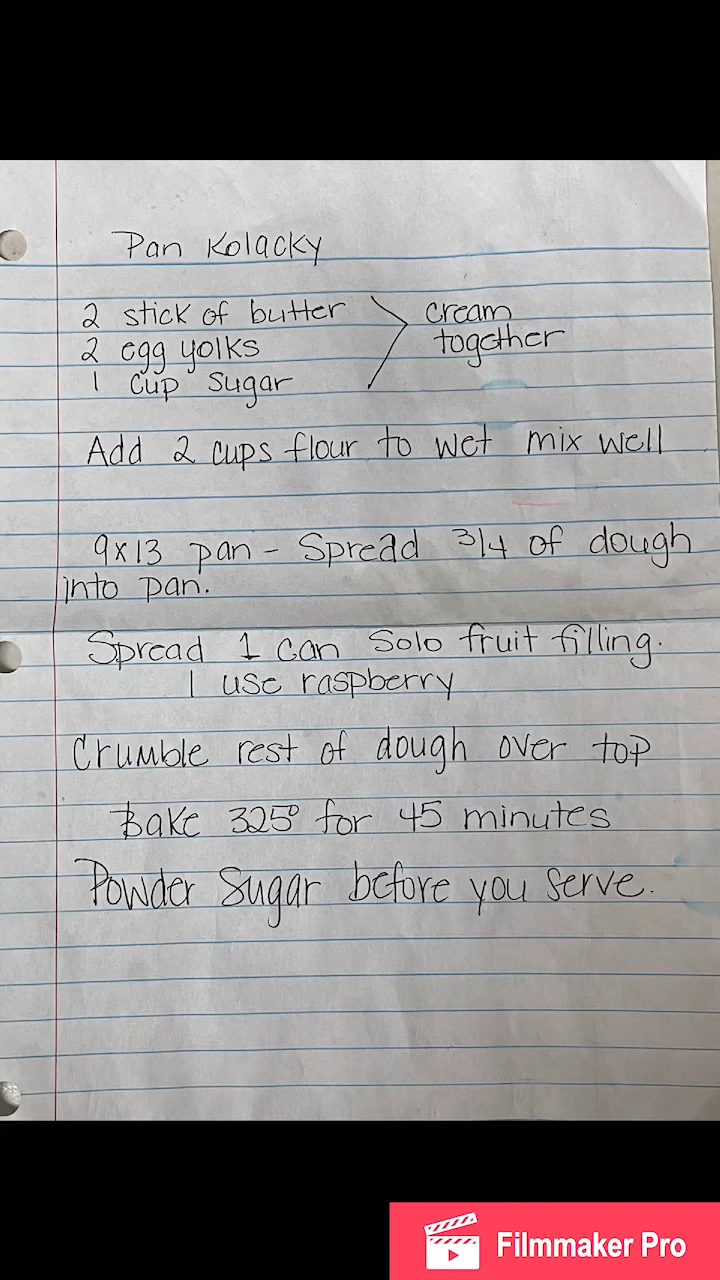 Pan Kolacky
2 stick of butter
2 egg yolks
1 cup sugar
cream
together
Add 2 cups flour to wet mix well
9x13 pan - Spread 3/4 of dough
into pan.
Spread 1 can Solo fruit filling.
I use raspberry
Crumble rest of dough over top
Bake 325° for 45 minutes
Powder Sugar before you serve.
Filmmaker Pro